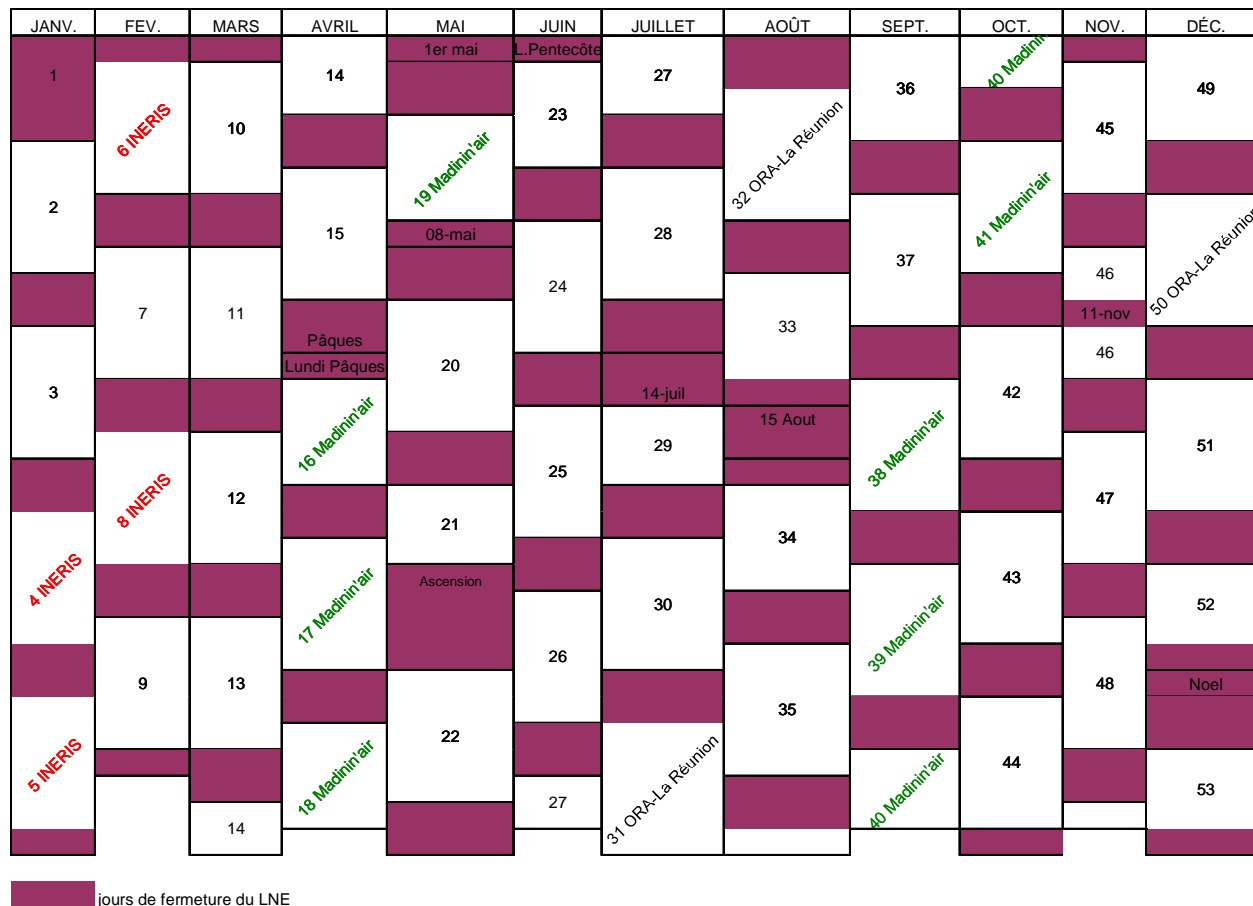 JANV. FEV. MARS AVRIL MAI JUIN JUILLET AOÛT SEPT. OCT. NOV. DÉC.
1
2
3
4 INERIS
5 INERIS
6 INERIS
7
8 INERIS
9
10
11
12
13
14
14
15
Pâques
Lundi Pâques
16 Madinin'air
17 Madinin'air
18 Madinin'air
1er mai
19 Madinin'air
08-mai
20
21
Ascension
22
L.Pentecôte
23
24
25
26
27
27
28
14-juil
29
30
31 ORA-La Réunion
32 ORA-La Réunion
33
15 Aout
34
35
36
37
38 Madinin'air
39 Madinin'air
40 Madinin'air
40 Madinin
41 Madinin'air
42
43
44
45
46
11-nov
46
47
48
49
50 ORA-La Réunion
51
52
Noel
53
jours de fermeture du LNE